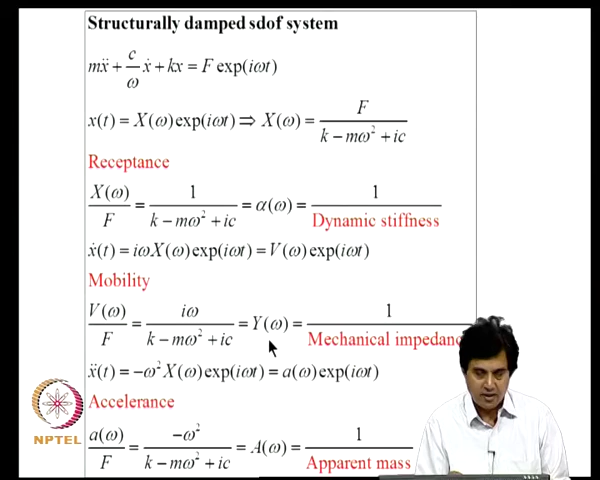 Structurally damped sdof system
mẍ + c/ω ẋ + kx = F exp(iωt)
x(t) = X(ω)exp(iωt) ⇒ X(ω) = F/(k − mω² + ic)
Receptance
X(ω)/F = 1/(k − mω² + ic) = α(ω) = 1/Dynamic stiffness
ẋ(t) = iωX(ω)exp(iωt) = V(ω)exp(iωt)
Mobility
V(ω)/F = iω/(k − mω² + ic) = Y(ω) = 1/Mechanical impedanc
ẍ(t) = −ω²X(ω)exp(iωt) = a(ω)exp(iωt)
Accelerance
a(ω)/F = −ω²/(k − mω² + ic) = A(ω) = 1/Apparent mass
NPTEL